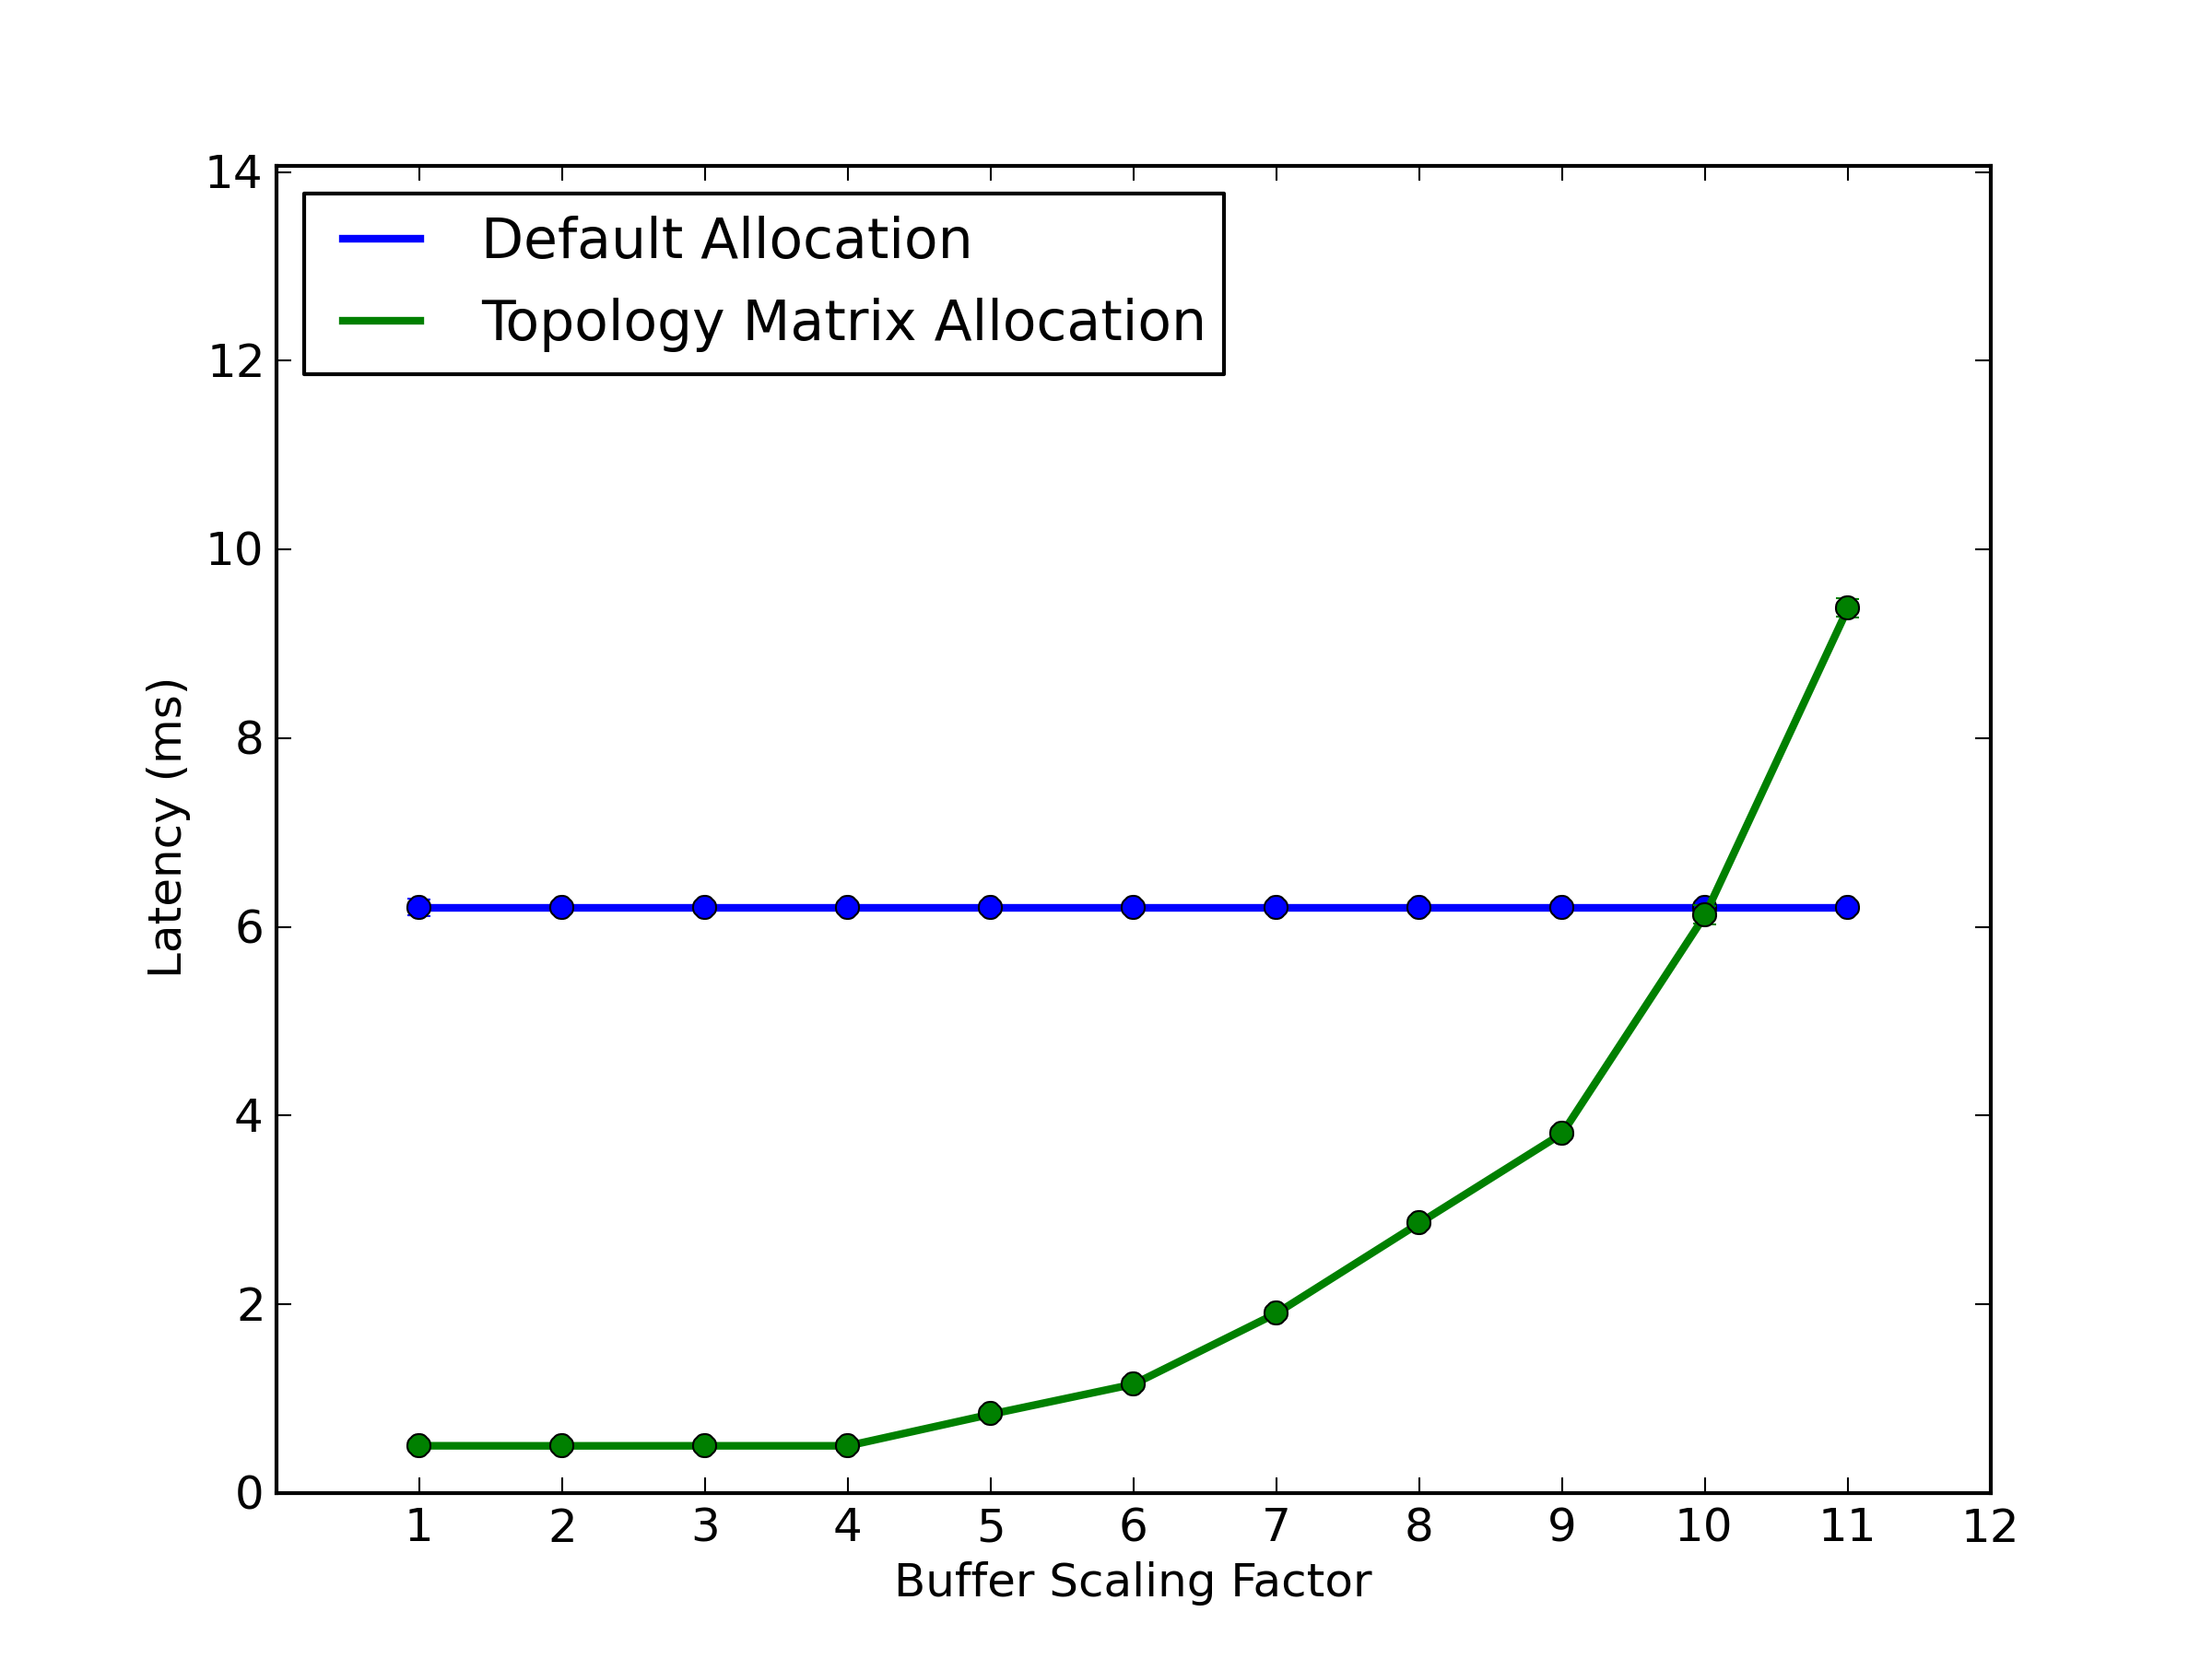 14
12
10
8
6
4
2
0
Default Allocation
Topology Matrix Allocation
Latency (ms)
1 2 3 4 5 6 7 8 9 10 11 12
Buffer Scaling Factor